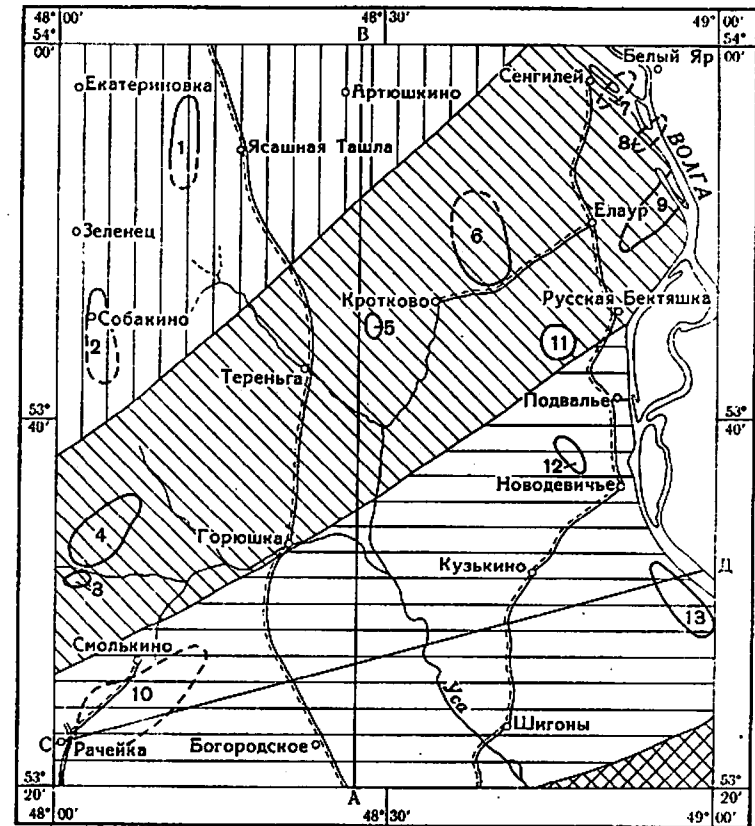 48° 00' 48° 30' 49° 00'
В
54° 00' 54° 00'
Белый Яр
Сенгилей
Екатериновка
Артюшкино
7
1
Ясашная Ташла
8
ВОЛГА
9
Елаур
Зеленец
6
Кротково
Русская Бектяшка
Собакино
5
2
11
Тереньга
Подвалье
53° 40' 53° 40'
12
Новодевичье
4
Горюшка
Кузькино
Д
3
13
Смолькино
10
Уса
Шигоны
С
Рачейка
Богородское
53° 20' 53° 20'
А
48° 00' 48° 30' 49° 00'